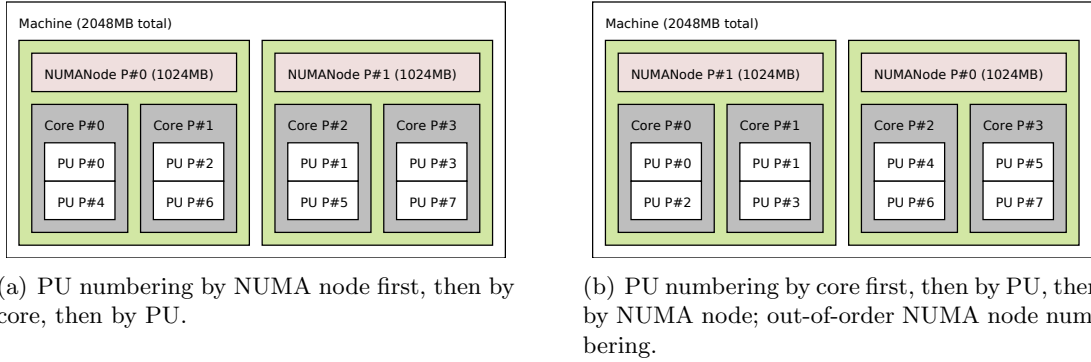 Machine (2048MB total)
NUMANode P#0 (1024MB)
NUMANode P#1 (1024MB)
Core P#0
Core P#1
Core P#2
Core P#3
PU P#0
PU P#2
PU P#1
PU P#3
PU P#4
PU P#6
PU P#5
PU P#7
(a) PU numbering by NUMA node first, then by
core, then by PU.
Machine (2048MB total)
NUMANode P#1 (1024MB)
NUMANode P#0 (1024MB)
Core P#0
Core P#1
Core P#2
Core P#3
PU P#0
PU P#1
PU P#4
PU P#5
PU P#2
PU P#3
PU P#6
PU P#7
(b) PU numbering by core first, then by PU, then
by NUMA node; out-of-order NUMA node num
bering.